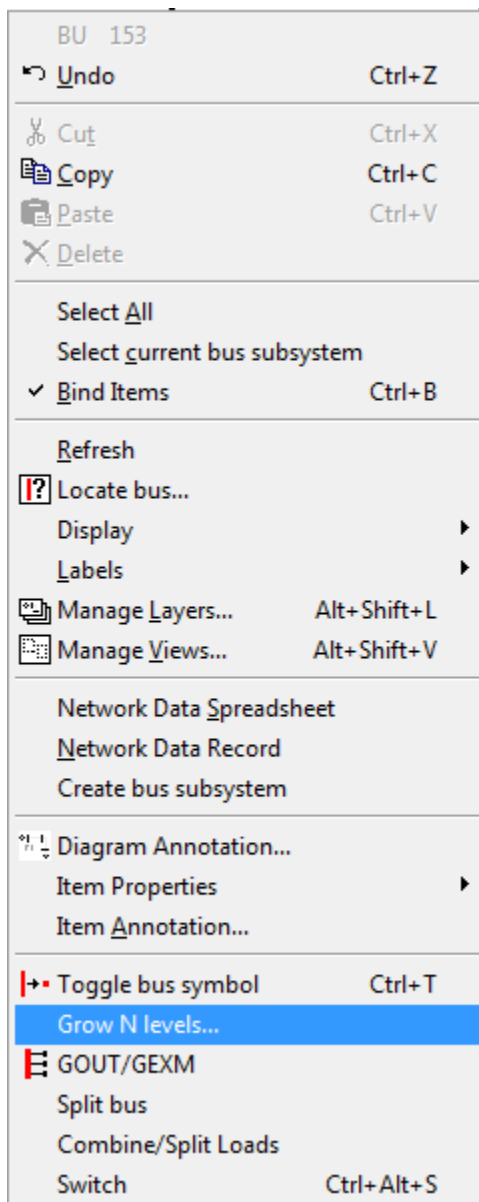 BU 153
Undo Ctrl+Z
Cut Ctrl+X
Copy Ctrl+C
Paste Ctrl+V
Delete
Select All
Select current bus subsystem
Bind Items Ctrl+B
Refresh
Locate bus...
Display
Labels
Manage Layers... Alt+Shift+L
Manage Views... Alt+Shift+V
Network Data Spreadsheet
Network Data Record
Create bus subsystem
Diagram Annotation...
Item Properties
Item Annotation...
Toggle bus symbol Ctrl+T
Grow N levels...
GOUT/GEXM
Split bus
Combine/Split Loads
Switch Ctrl+Alt+S